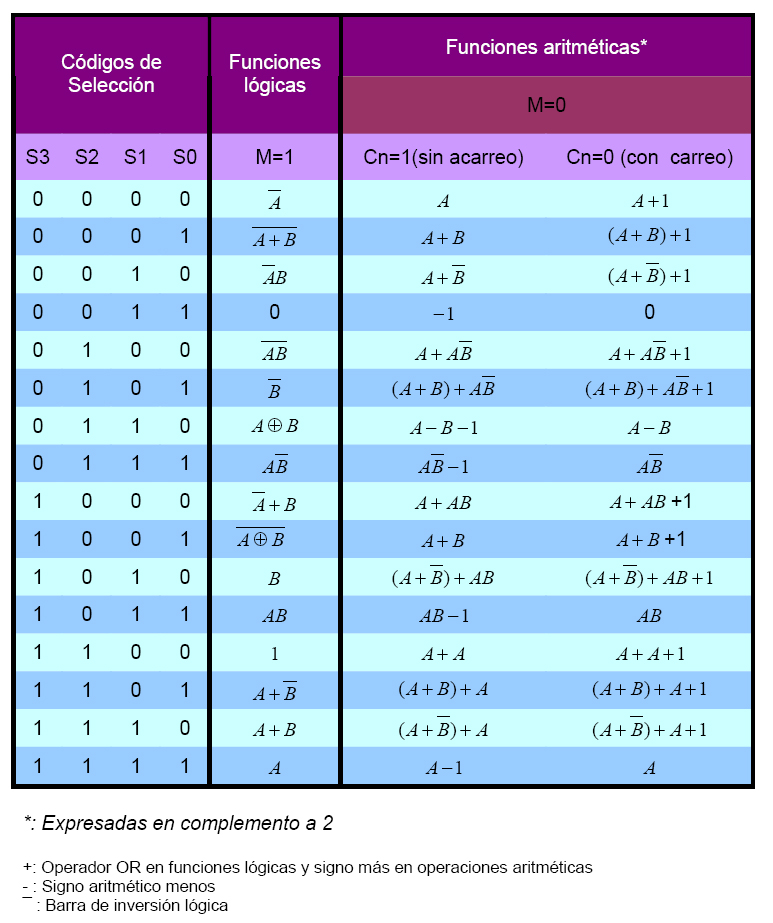 Códigos de Selección Funciones lógicas Funciones aritméticas*
M=0
S3 S2 S1 S0 M=1 Cn=1(sin acarreo) Cn=0 (con carreo)
0 0 0 0 A̅ A A+1
0 0 0 1 A̅+̅B̅ A+B (A+B)+1
0 0 1 0 A̅B A+B̅ (A+B̅)+1
0 0 1 1 0 −1 0
0 1 0 0 A̅B̅ A+AB̅ A+AB̅+1
0 1 0 1 B̅ (A+B)+AB̅ (A+B)+AB̅+1
0 1 1 0 A⊕B A−B−1 A−B
0 1 1 1 AB̅ AB̅−1 AB̅
1 0 0 0 A̅+B A+AB A+AB+1
1 0 0 1 A̅⊕̅B̅ A+B A+B+1
1 0 1 0 B (A+B̅)+AB (A+B̅)+AB+1
1 0 1 1 AB AB−1 AB
1 1 0 0 1 A+A A+A+1
1 1 0 1 A+B̅ (A+B)+A (A+B)+A+1
1 1 1 0 A+B (A+B̅)+A (A+B̅)+A+1
1 1 1 1 A A−1 A
*: Expresadas en complemento a 2
+: Operador OR en funciones lógicas y signo más en operaciones aritméticas
- : Signo aritmético menos
‾ : Barra de inversión lógica